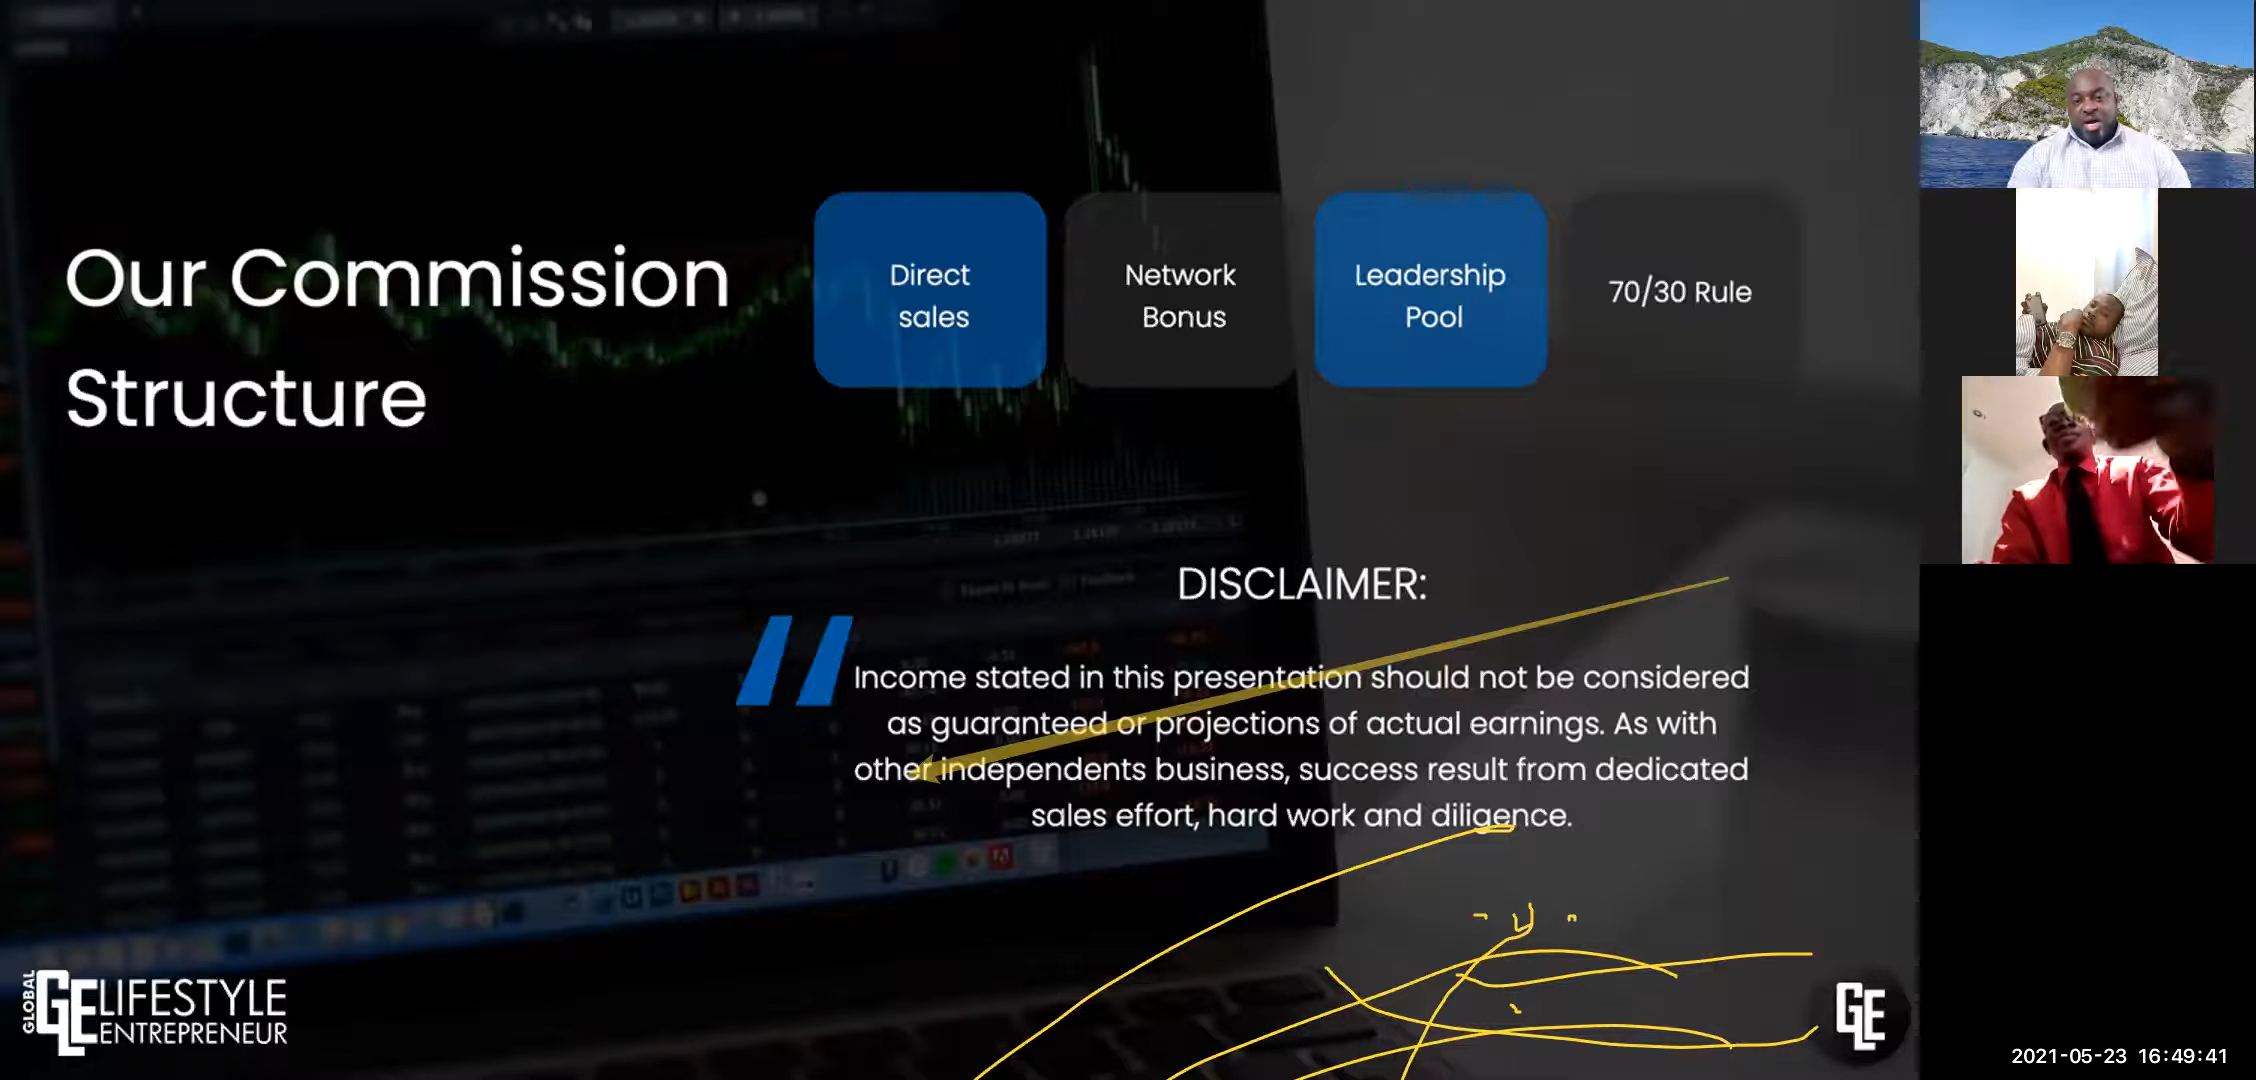 Our Commission
Structure
Direct
sales
Network
Bonus
Leadership
Pool
70/30 Rule
DISCLAIMER:
Income stated in this presentation should not be considered
as guaranteed or projections of actual earnings. As with
other independents business, success result from dedicated
sales effort, hard work and diligence.
GLOBAL
GLE LIFESTYLE
ENTREPRENEUR
GLE
2021-05-23 16:49:41